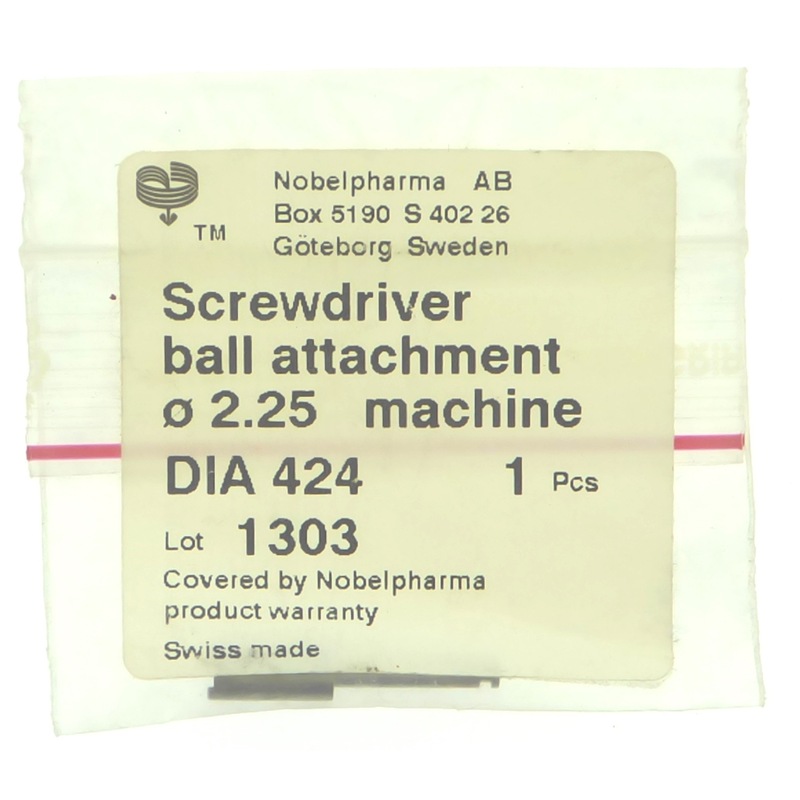 TM
Nobelpharma AB
Box 5190 S 402 26
Göteborg Sweden
Screwdriver
ball attachment
ø 2.25 machine
DIA 424 1 Pcs
Lot 1303
Covered by Nobelpharma
product warranty
Swiss made